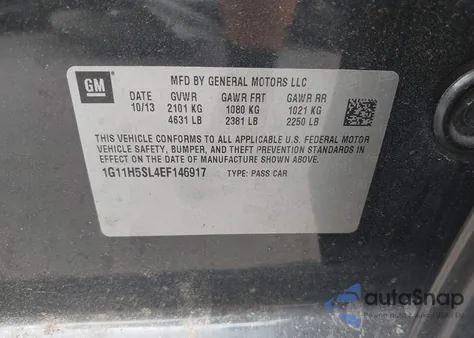 GM
MFD BY GENERAL MOTORS LLC
DATE GVWR GAWR FRT GAWR RR
10/13 2101 KG 1080 KG 1021 KG
4631 LB 2381 LB 2250 LB
THIS VEHICLE CONFORMS TO ALL APPLICABLE U.S. FEDERAL MOTOR
VEHICLE SAFETY, BUMPER, AND THEFT PREVENTION STANDARDS IN
EFFECT ON THE DATE OF MANUFACTURE SHOWN ABOVE.
1G11H5SL4EF146917 TYPE: PASS CAR
autoSnap